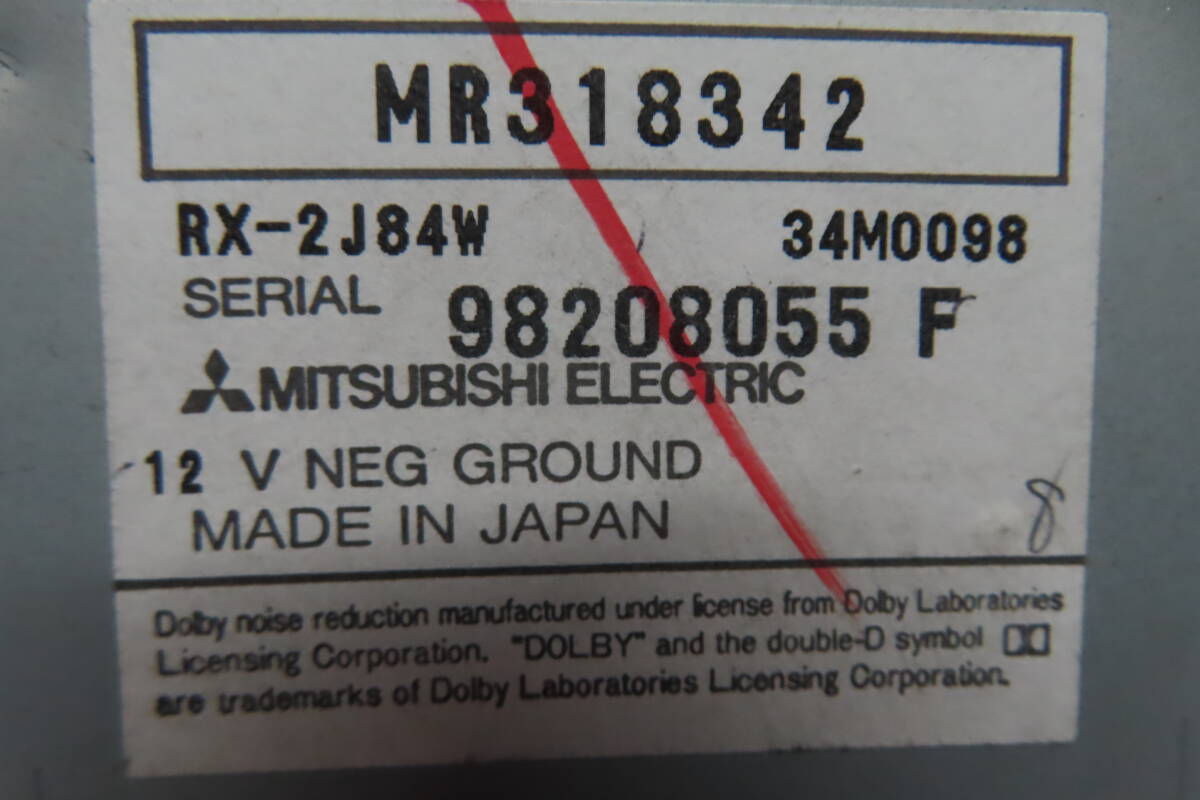 MR318342
RX-2J84W 34M0098
SERIAL 98208055 F
MITSUBISHI ELECTRIC
12 V NEG GROUND
MADE IN JAPAN
8
Dolby noise reduction manufactured under license from Dolby Laboratories
Licensing Corporation. "DOLBY" and the double-D symbol
are trademarks of Dolby Laboratories Licensing Corporation.